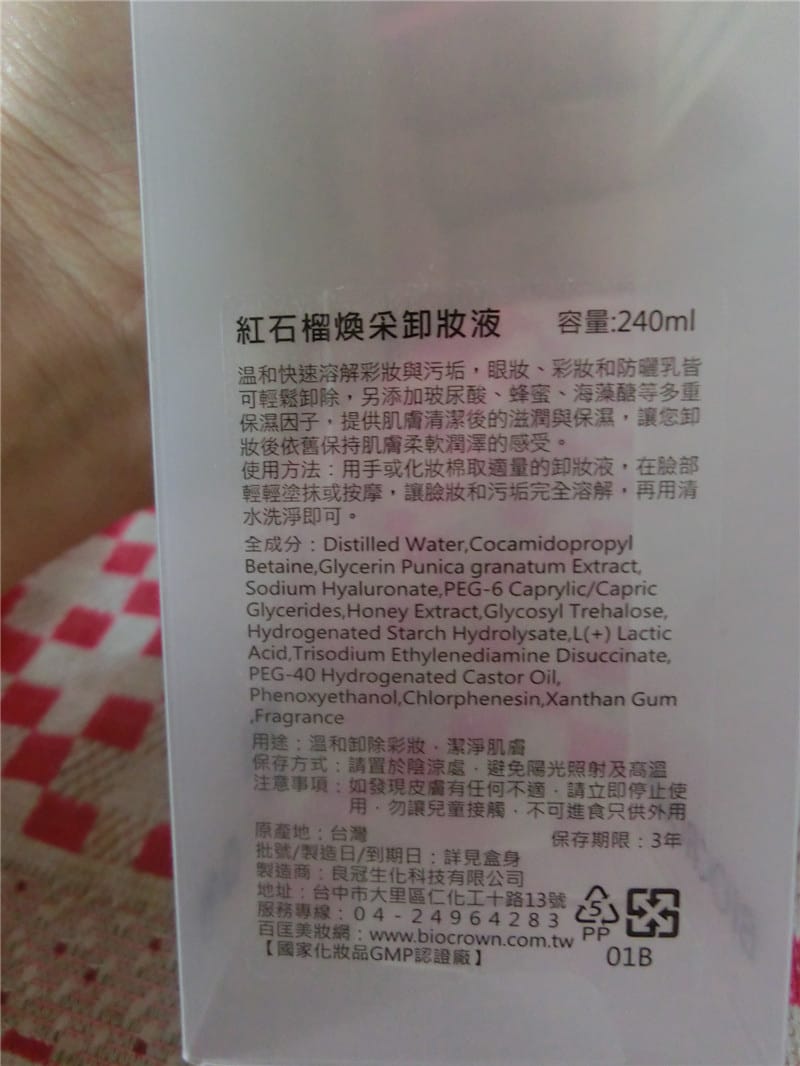 紅石榴煥采卸妝液 容量:240ml
温和快速溶解彩妝與污垢，眼妝、彩妝和防曬乳皆
可輕鬆卸除，另添加玻尿酸、蜂蜜、海藻醣等多重
保濕因子，提供肌膚清潔後的滋潤與保濕，讓您卸
妝後依舊保持肌膚柔軟潤澤的感受。
使用方法：用手或化妝棉取適量的卸妝液，在臉部
輕輕塗抹或按摩，讓臉妝和污垢完全溶解，再用清
水洗淨即可。
全成分：Distilled Water,Cocamidopropyl
Betaine,Glycerin Punica granatum Extract,
Sodium Hyaluronate,PEG-6 Caprylic/Capric
Glycerides,Honey Extract,Glycosyl Trehalose,
Hydrogenated Starch Hydrolysate,L(+) Lactic
Acid,Trisodium Ethylenediamine Disuccinate,
PEG-40 Hydrogenated Castor Oil,
Phenoxyethanol,Chlorphenesin,Xanthan Gum
,Fragrance
用途：溫和卸除彩妝．潔淨肌膚
保存方式：請置於陰涼處．避免陽光照射及高溫
注意事項：如發現皮膚有任何不適．請立即停止使
用．勿讓兒童接觸．不可進食只供外用
原產地：台灣 保存期限：3年
批號/製造日/到期日：詳見盒身
製造商：良冠生化科技有限公司
地址：台中市大里區仁化工十路13號
服務專線：04-24964283
百匡美妝網：www.biocrown.com.tw
【國家化妝品GMP認證廠】
5
PP
01B